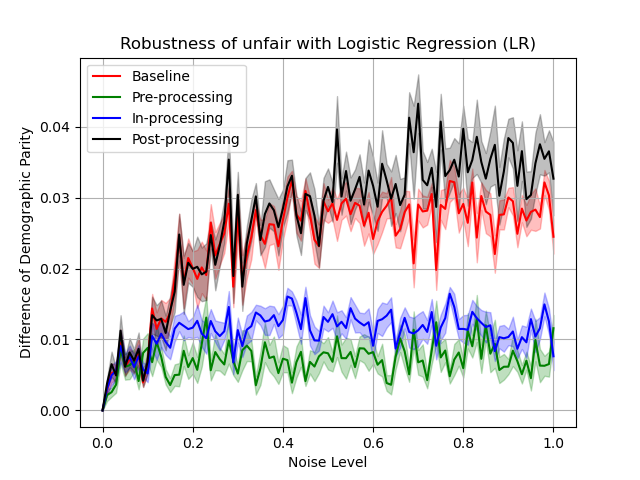 Robustness of unfair with Logistic Regression (LR)
Baseline
Pre-processing
In-processing
Post-processing
Difference of Demographic Parity
0.04
0.03
0.02
0.01
0.00
0.0 0.2 0.4 0.6 0.8 1.0
Noise Level